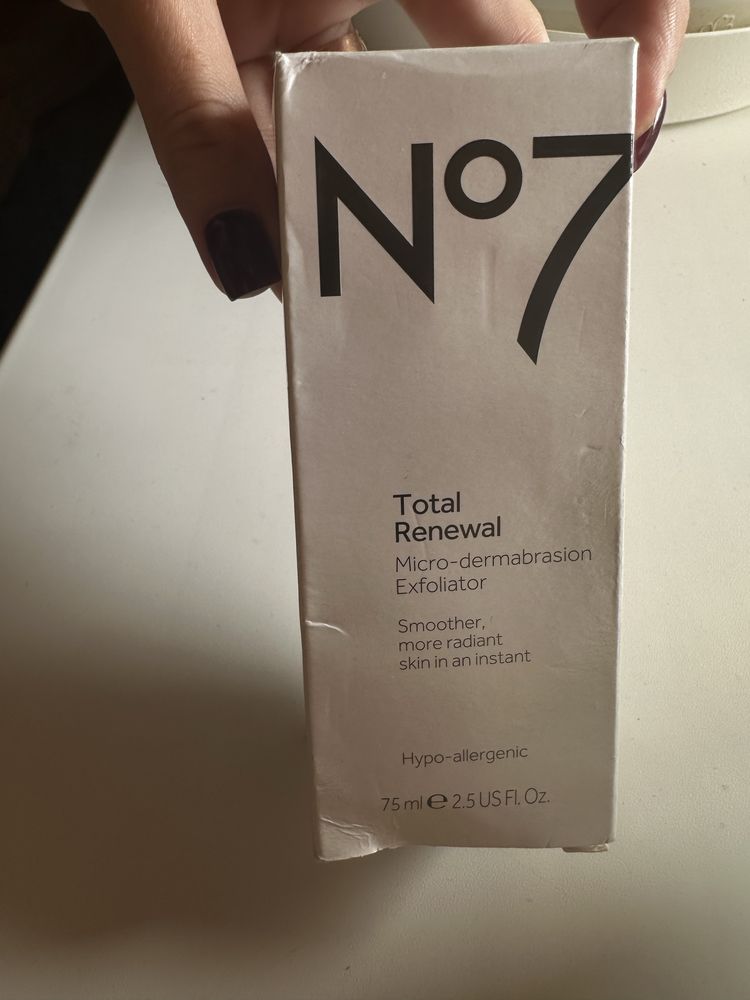 No7
Total
Renewal
Micro-dermabrasion
Exfoliator
Smoother,
more radiant
skin in an instant
Hypo-allergenic
75 ml e 2.5 US Fl. Oz.